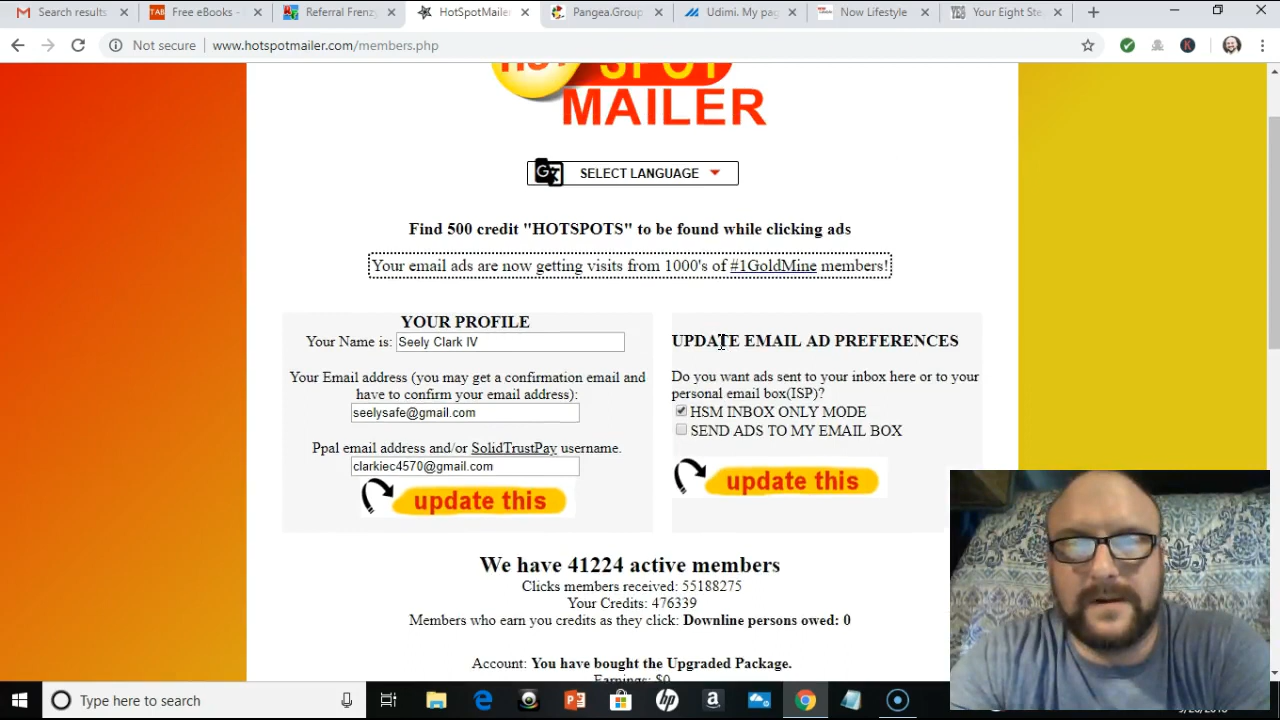 Search results
TAB
Free eBooks -
Referral Frenzy
HotSpotMailer
Pangea.Group
Udimi. My pag
Now Lifestyle
YES
Your Eight Ste
Not secure
www.hotspotmailer.com/members.php
K
HOT
SPOT
MAILER
G
SELECT LANGUAGE
Find 500 credit "HOTSPOTS" to be found while clicking ads
Your email ads are now getting visits from 1000's of #1GoldMine members!
YOUR PROFILE
Your Name is: Seely Clark IV
Your Email address (you may get a confirmation email and
have to confirm your email address):
seelysafe@gmail.com
Ppal email address and/or SolidTrustPay username.
clarkiec4570@gmail.com
update this
UPDATE EMAIL AD PREFERENCES
Do you want ads sent to your inbox here or to your
personal email box(ISP)?
HSM INBOX ONLY MODE
SEND ADS TO MY EMAIL BOX
update this
We have 41224 active members
Clicks members received: 55188275
Your Credits: 476339
Members who earn you credits as they click: Downline persons owed: 0
Account: You have bought the Upgraded Package.
Earnings: $0
Type here to search